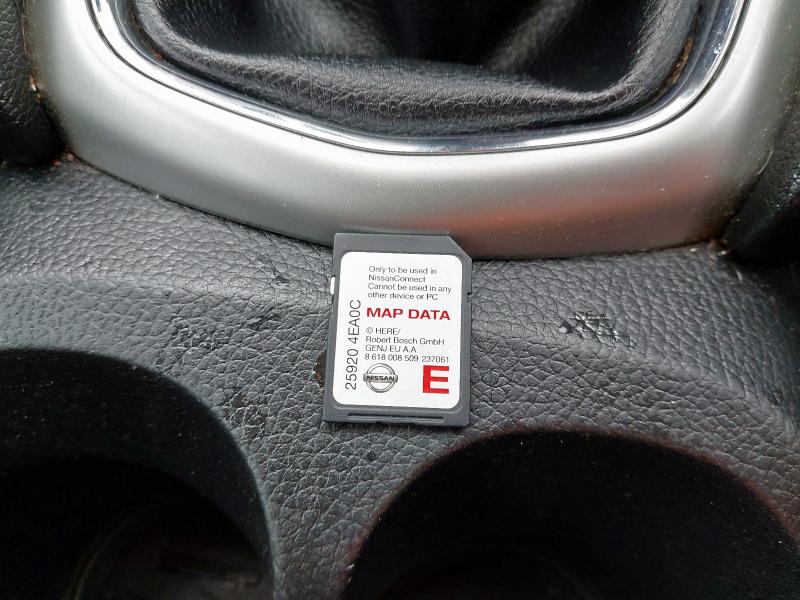 Only to be used in
NissanConnect
Cannot be used in any
other device or PC
MAP DATA
© HERE/
Robert Bosch GmbH
GENJ EU A.A
8 618 008 509 237061
25920 4EA0C
NISSAN
E